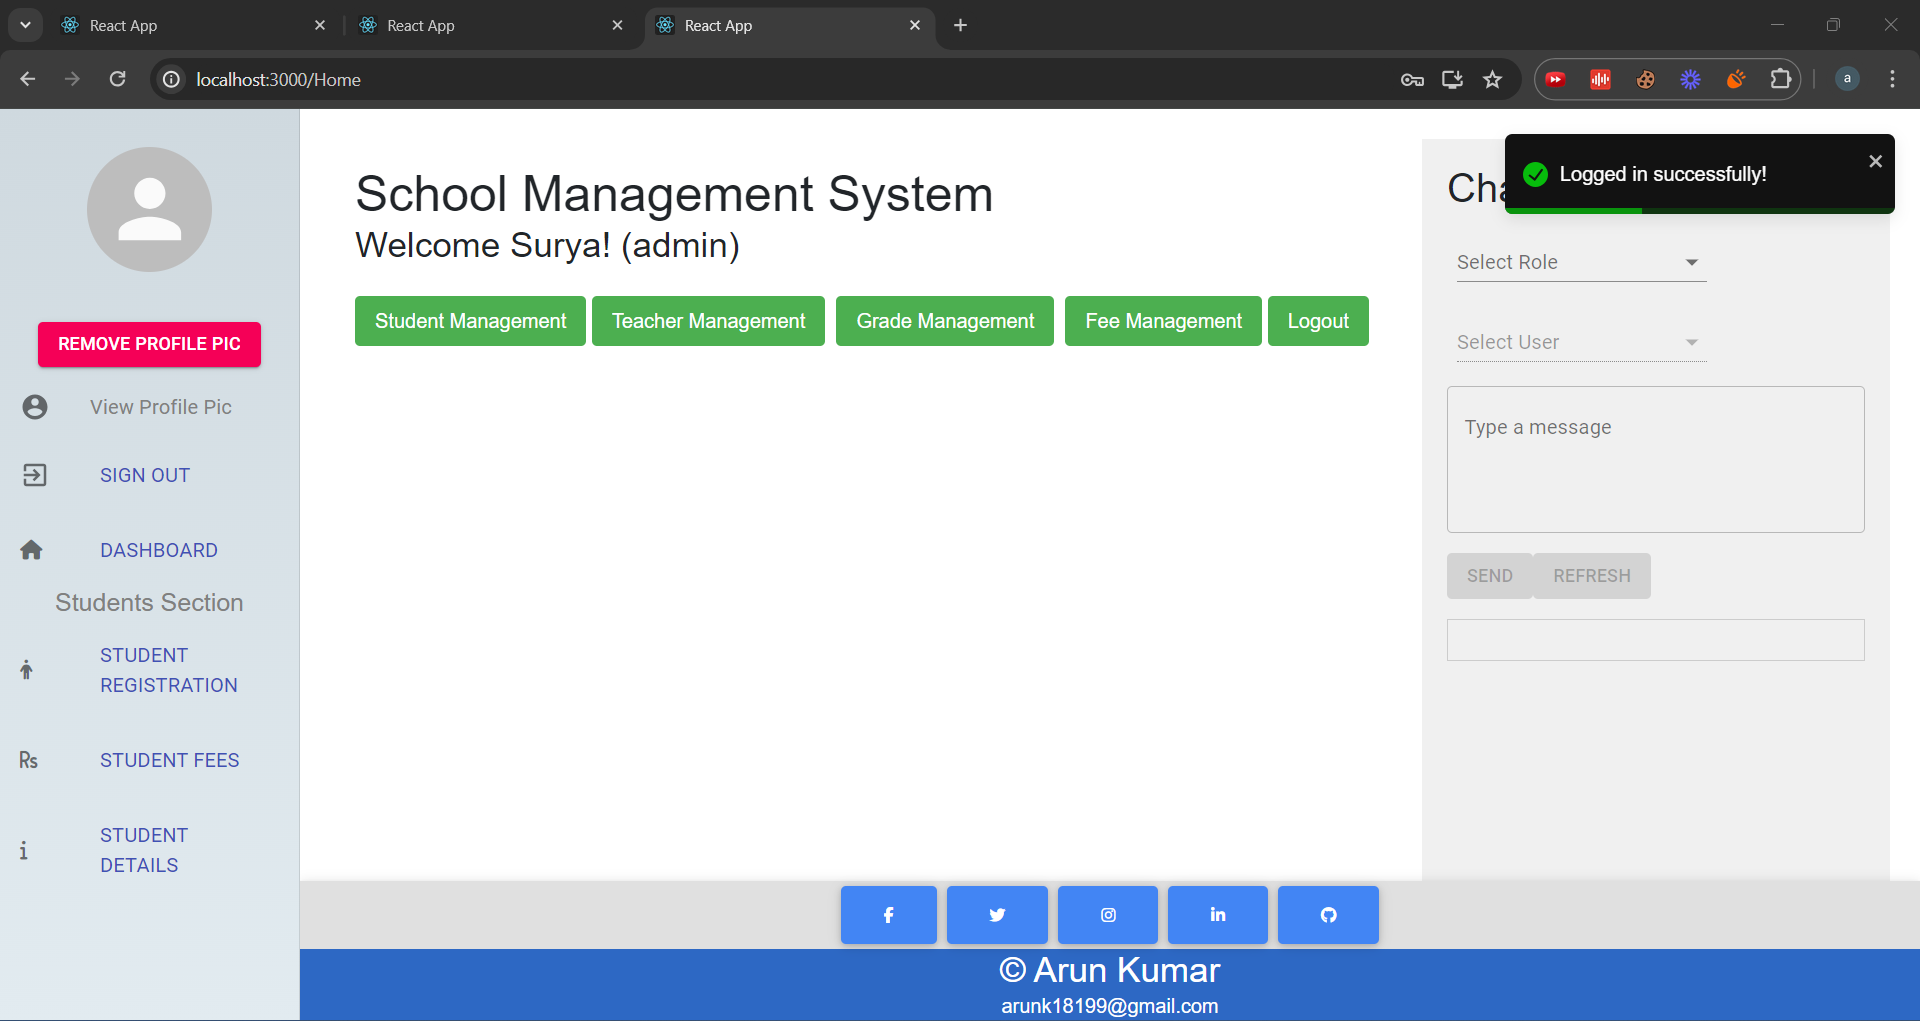 React App
React App
React App
localhost:3000/Home
a
REMOVE PROFILE PIC
View Profile Pic
SIGN OUT
DASHBOARD
Students Section
STUDENT
REGISTRATION
Rs
STUDENT FEES
STUDENT
DETAILS
School Management System
Welcome Surya! (admin)
Student Management
Teacher Management
Grade Management
Fee Management
Logout
Logged in successfully!
Select Role
Select User
Type a message
SEND
REFRESH
© Arun Kumar
arunk18199@gmail.com